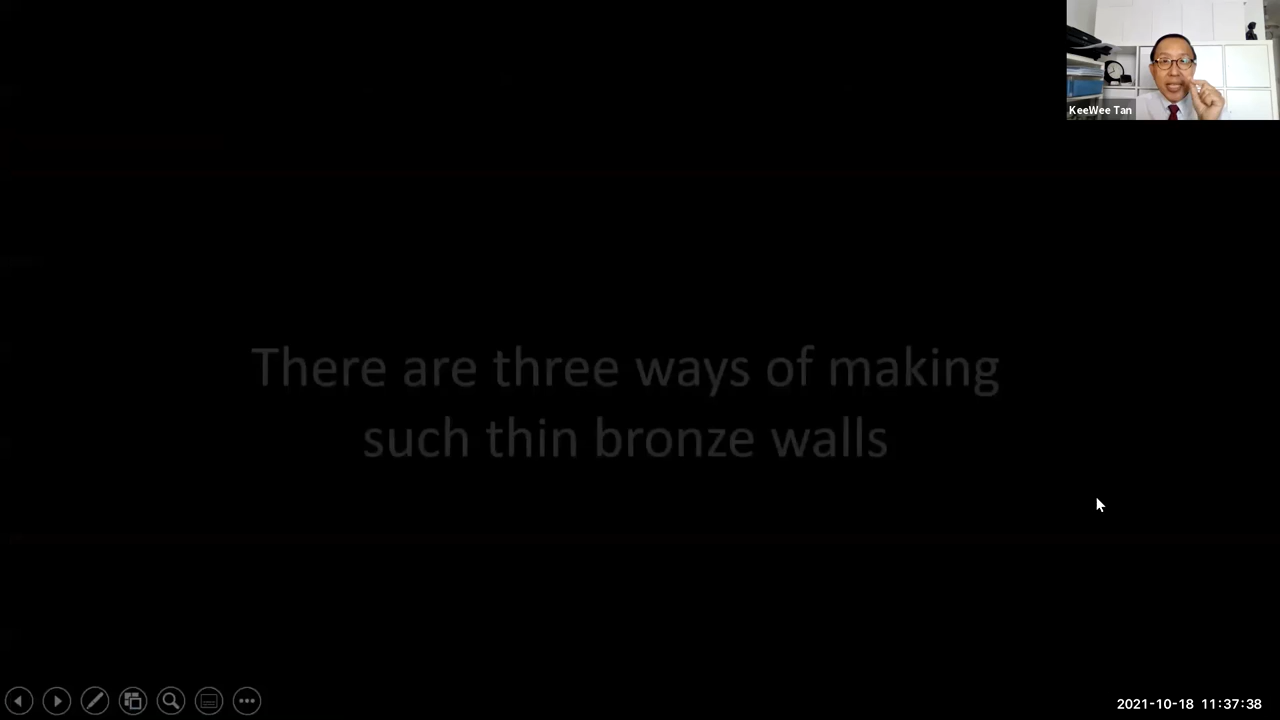 KeeWee Tan
There are three ways of making
such thin bronze walls
2021-10-18 11:37:38